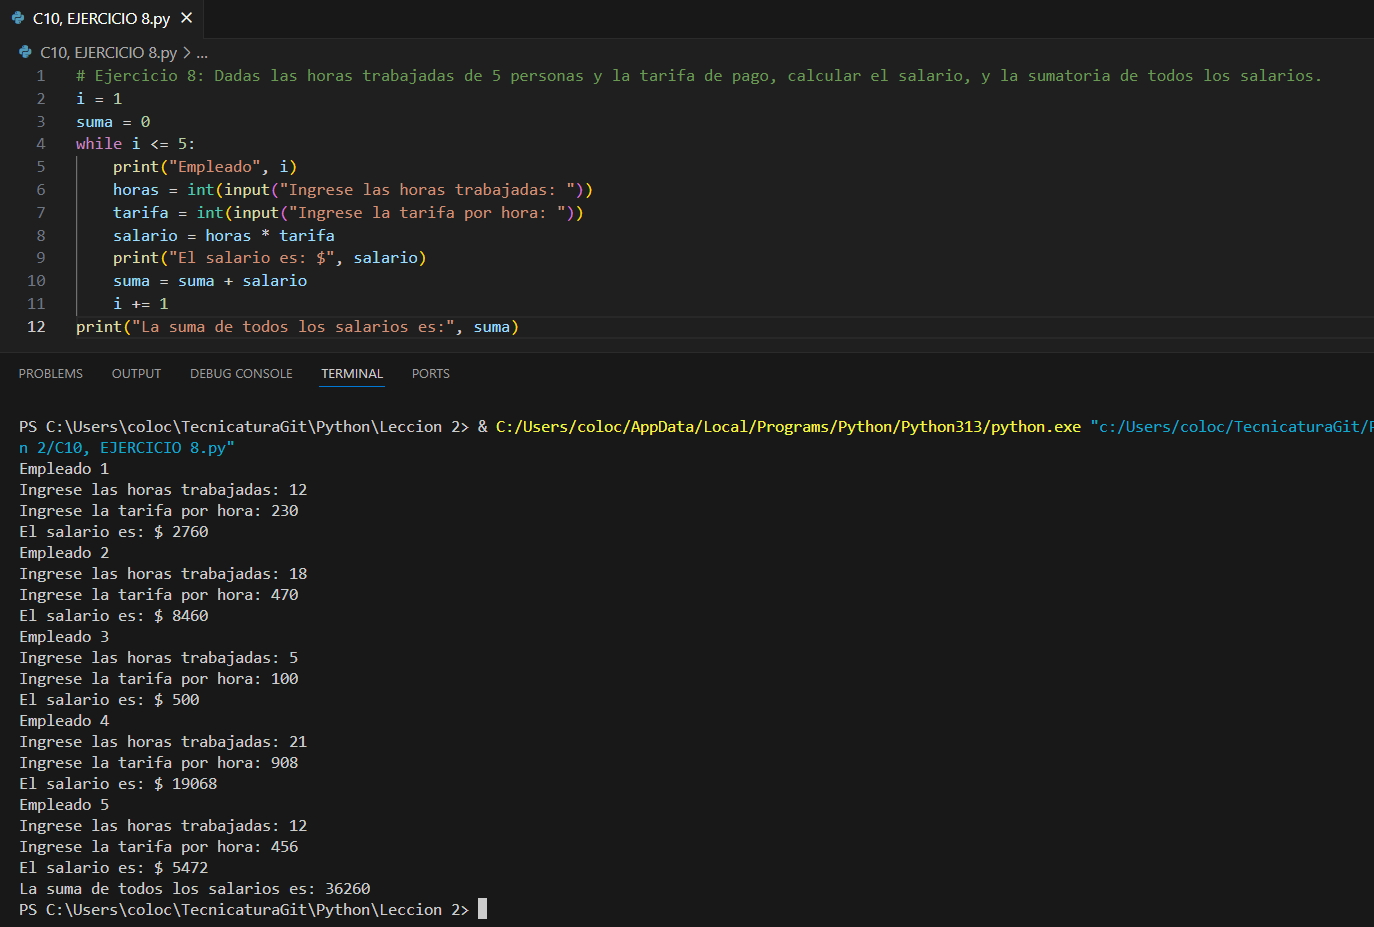 C10, EJERCICIO 8.py ×
C10, EJERCICIO 8.py > ...
1 # Ejercicio 8: Dadas las horas trabajadas de 5 personas y la tarifa de pago, calcular el salario, y la sumatoria de todos los salarios.
2 i = 1
3 suma = 0
4 while i <= 5:
5     print("Empleado", i)
6     horas = int(input("Ingrese las horas trabajadas: "))
7     tarifa = int(input("Ingrese la tarifa por hora: "))
8     salario = horas * tarifa
9     print("El salario es: $", salario)
10     suma = suma + salario
11     i += 1
12 print("La suma de todos los salarios es:", suma)
PROBLEMS OUTPUT DEBUG CONSOLE TERMINAL PORTS
PS C:\Users\coloc\TecnicaturaGit\Python\Leccion 2> & C:/Users/coloc/AppData/Local/Programs/Python/Python313/python.exe "c:/Users/coloc/TecnicaturaGit/
n 2/C10, EJERCICIO 8.py"
Empleado 1
Ingrese las horas trabajadas: 12
Ingrese la tarifa por hora: 230
El salario es: $ 2760
Empleado 2
Ingrese las horas trabajadas: 18
Ingrese la tarifa por hora: 470
El salario es: $ 8460
Empleado 3
Ingrese las horas trabajadas: 5
Ingrese la tarifa por hora: 100
El salario es: $ 500
Empleado 4
Ingrese las horas trabajadas: 21
Ingrese la tarifa por hora: 908
El salario es: $ 19068
Empleado 5
Ingrese las horas trabajadas: 12
Ingrese la tarifa por hora: 456
El salario es: $ 5472
La suma de todos los salarios es: 36260
PS C:\Users\coloc\TecnicaturaGit\Python\Leccion 2>